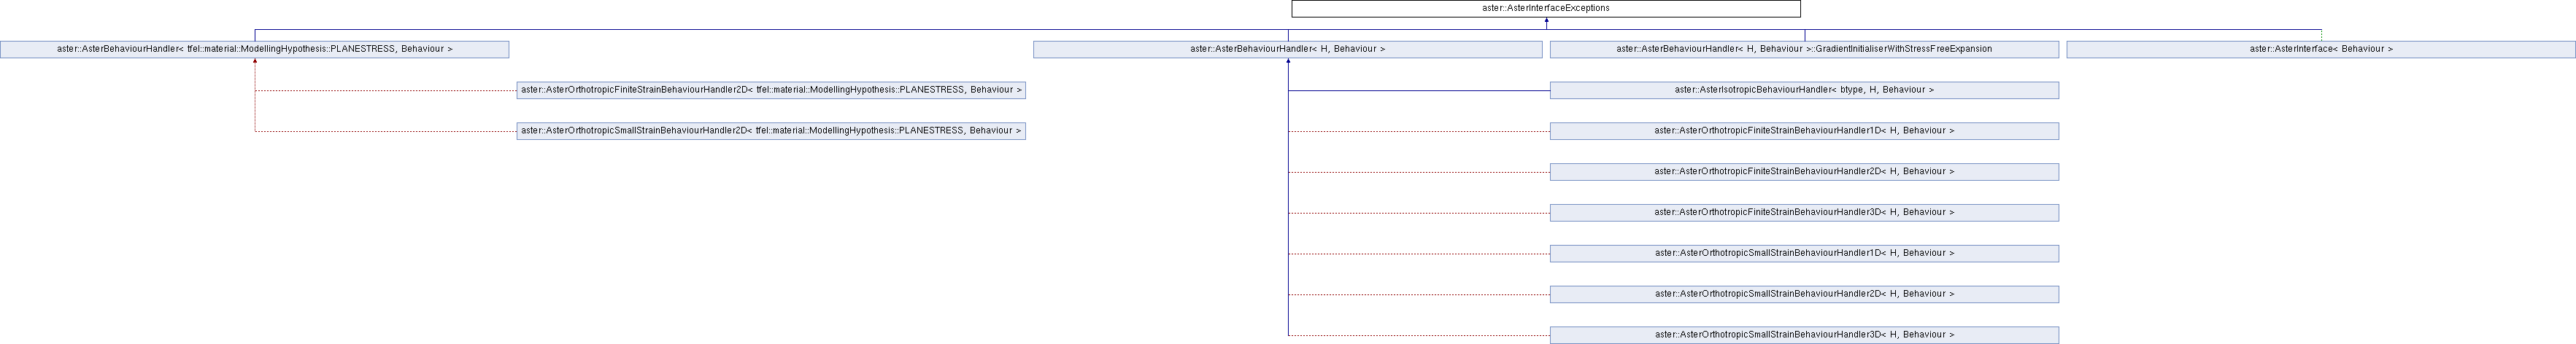 aster::AsterInterfaceExceptions
aster::AsterBehaviourHandler< tfel::material::ModellingHypothesis::PLANESTRESS, Behaviour >
aster::AsterBehaviourHandler< H, Behaviour >
aster::AsterBehaviourHandler< H, Behaviour >::GradientInitialiserWithStressFreeExpansion
aster::AsterInterface< Behaviour >
aster::AsterOrthotropicFiniteStrainBehaviourHandler2D< tfel::material::ModellingHypothesis::PLANESTRESS, Behaviour >
aster::AsterIsotropicBehaviourHandler< btype, H, Behaviour >
aster::AsterOrthotropicSmallStrainBehaviourHandler2D< tfel::material::ModellingHypothesis::PLANESTRESS, Behaviour >
aster::AsterOrthotropicFiniteStrainBehaviourHandler1D< H, Behaviour >
aster::AsterOrthotropicFiniteStrainBehaviourHandler2D< H, Behaviour >
aster::AsterOrthotropicFiniteStrainBehaviourHandler3D< H, Behaviour >
aster::AsterOrthotropicSmallStrainBehaviourHandler1D< H, Behaviour >
aster::AsterOrthotropicSmallStrainBehaviourHandler2D< H, Behaviour >
aster::AsterOrthotropicSmallStrainBehaviourHandler3D< H, Behaviour >